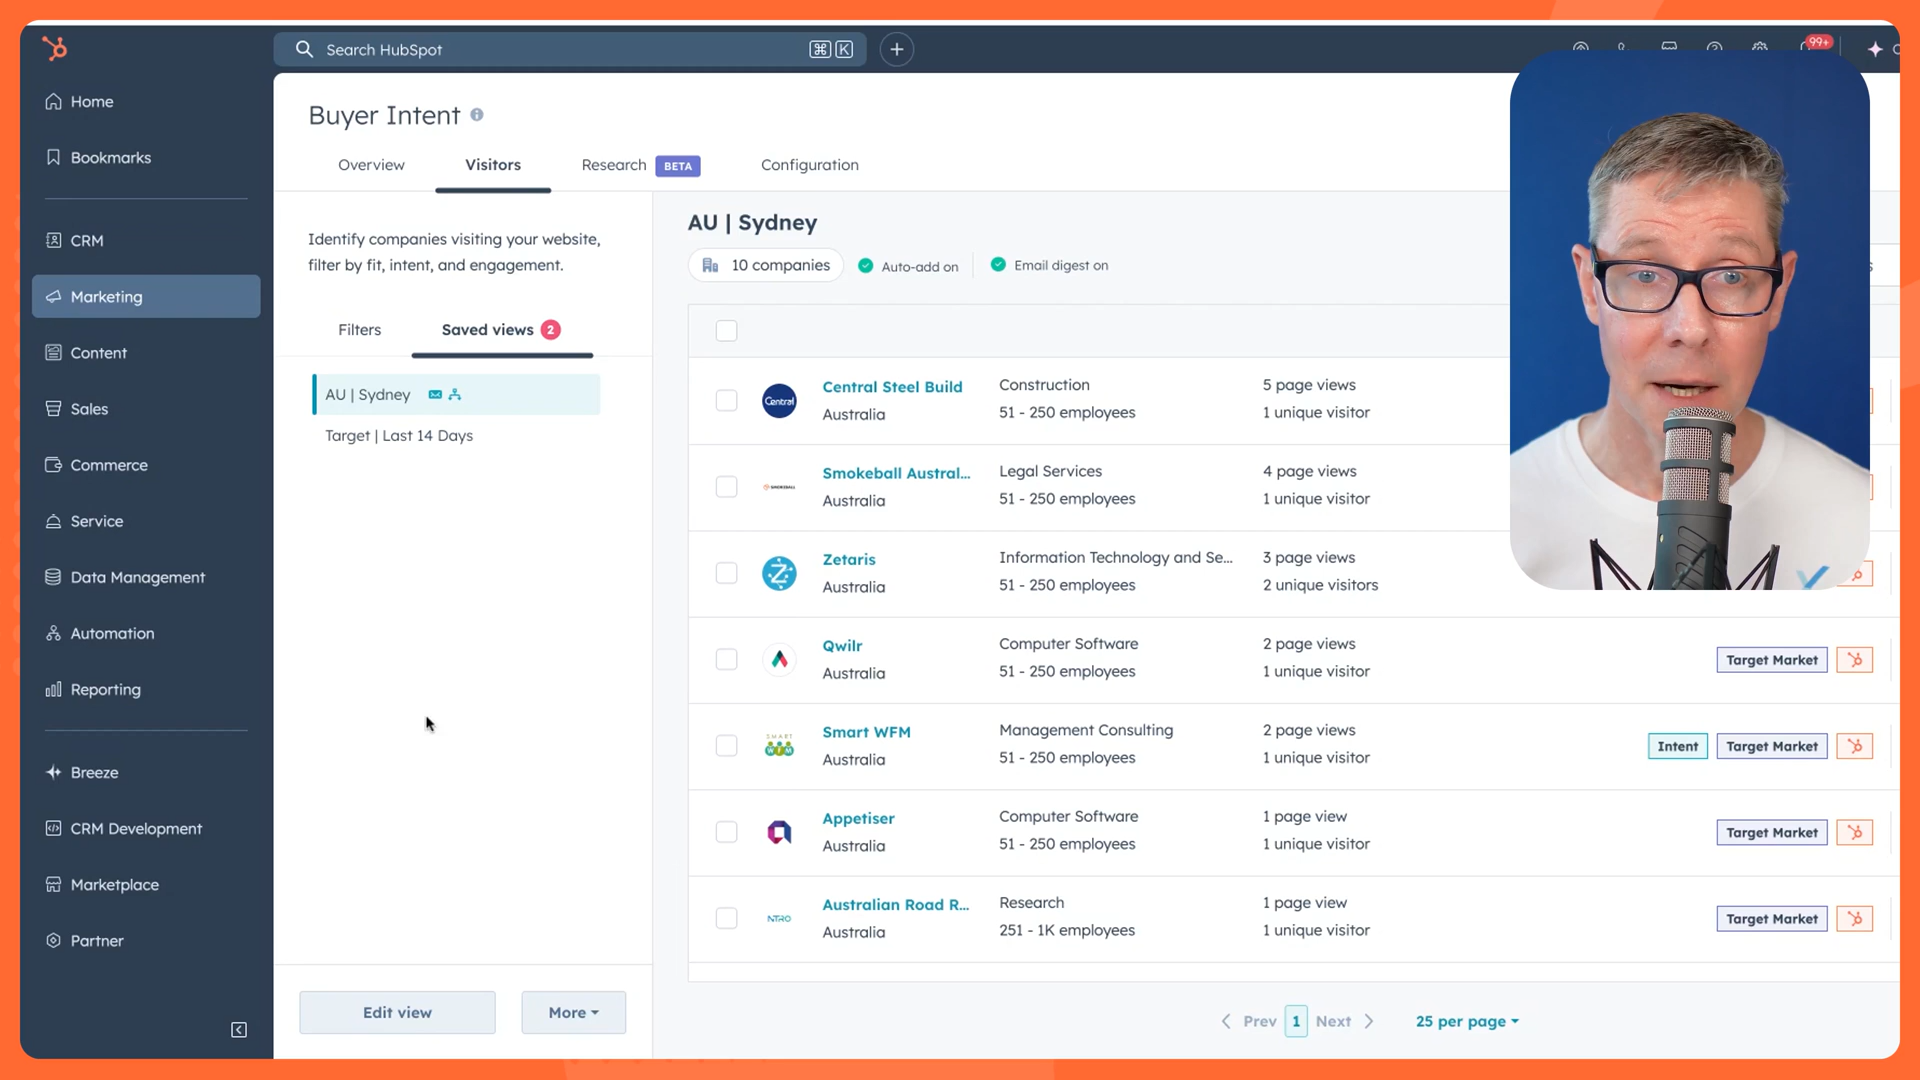 Search HubSpot
⌘ K
99+
Home
Bookmarks
CRM
Marketing
Content
Sales
Commerce
Service
Data Management
Automation
Reporting
Breeze
CRM Development
Marketplace
Partner
Buyer Intent
Overview
Visitors
Research BETA
Configuration
Identify companies visiting your website,
filter by fit, intent, and engagement.
Filters
Saved views 2
AU | Sydney
Target | Last 14 Days
Edit view
More
AU | Sydney
10 companies
Auto-add on
Email digest on
Central
Central Steel Build
Australia
Construction
51 - 250 employees
5 page views
1 unique visitor
SMOKEBALL
Smokeball Austral...
Australia
Legal Services
51 - 250 employees
4 page views
1 unique visitor
Zetaris
Australia
Information Technology and Se...
51 - 250 employees
3 page views
2 unique visitors
Qwilr
Australia
Computer Software
51 - 250 employees
2 page views
1 unique visitor
Target Market
SMART
WFM
Smart WFM
Australia
Management Consulting
51 - 250 employees
2 page views
1 unique visitor
Intent
Target Market
Appetiser
Australia
Computer Software
51 - 250 employees
1 page view
1 unique visitor
Target Market
NTRO
Australian Road R...
Australia
Research
251 - 1K employees
1 page view
1 unique visitor
Target Market
Prev 1 Next
25 per page